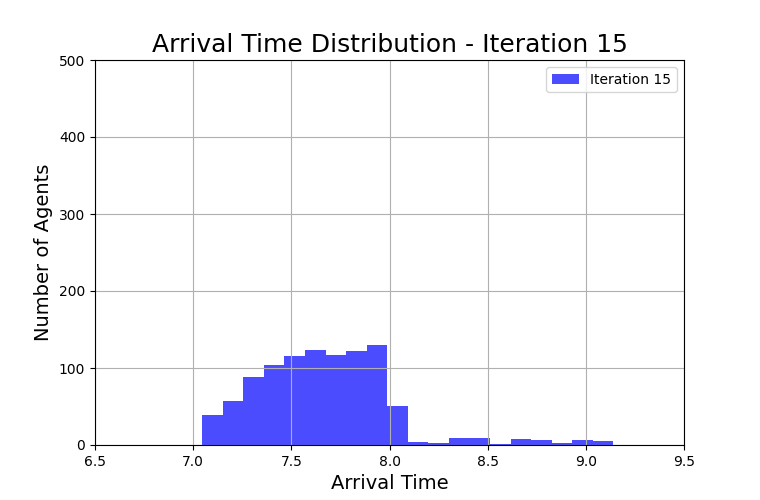 Arrival Time Distribution - Iteration 15
Iteration 15
500
400
300
200
100
0
Number of Agents
6.5 7.0 7.5 8.0 8.5 9.0 9.5
Arrival Time